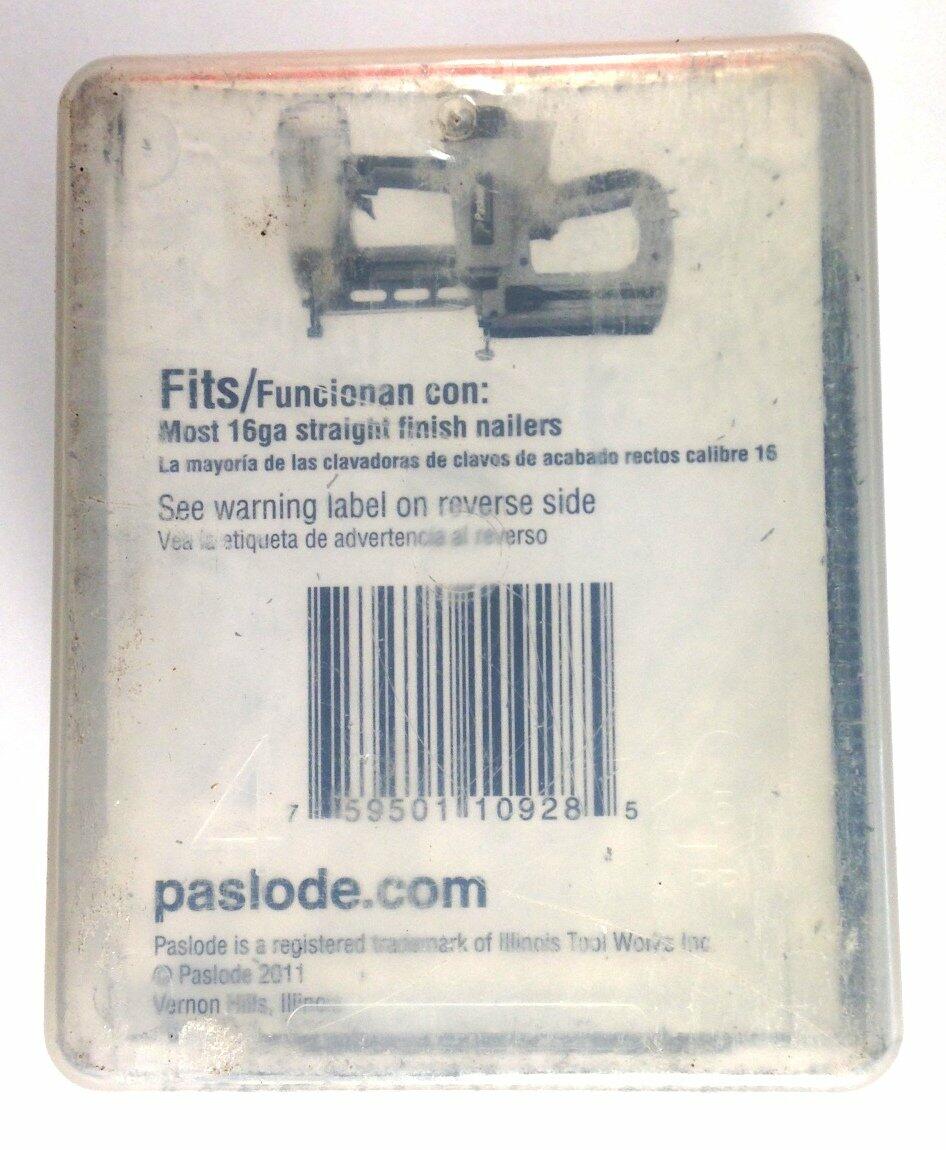 Paslode
Fits/Funcionan con:
Most 16ga straight finish nailers
La mayoría de las clavadoras de clavos de acabado rectos calibre 16
See warning label on reverse side
Vea la etiqueta de advertencia al reverso
7 59501 10928 5
paslode.com
Paslode is a registered trademark of Illinois Tool Works Inc
© Paslode 2011
Vernon Hills, Illinois